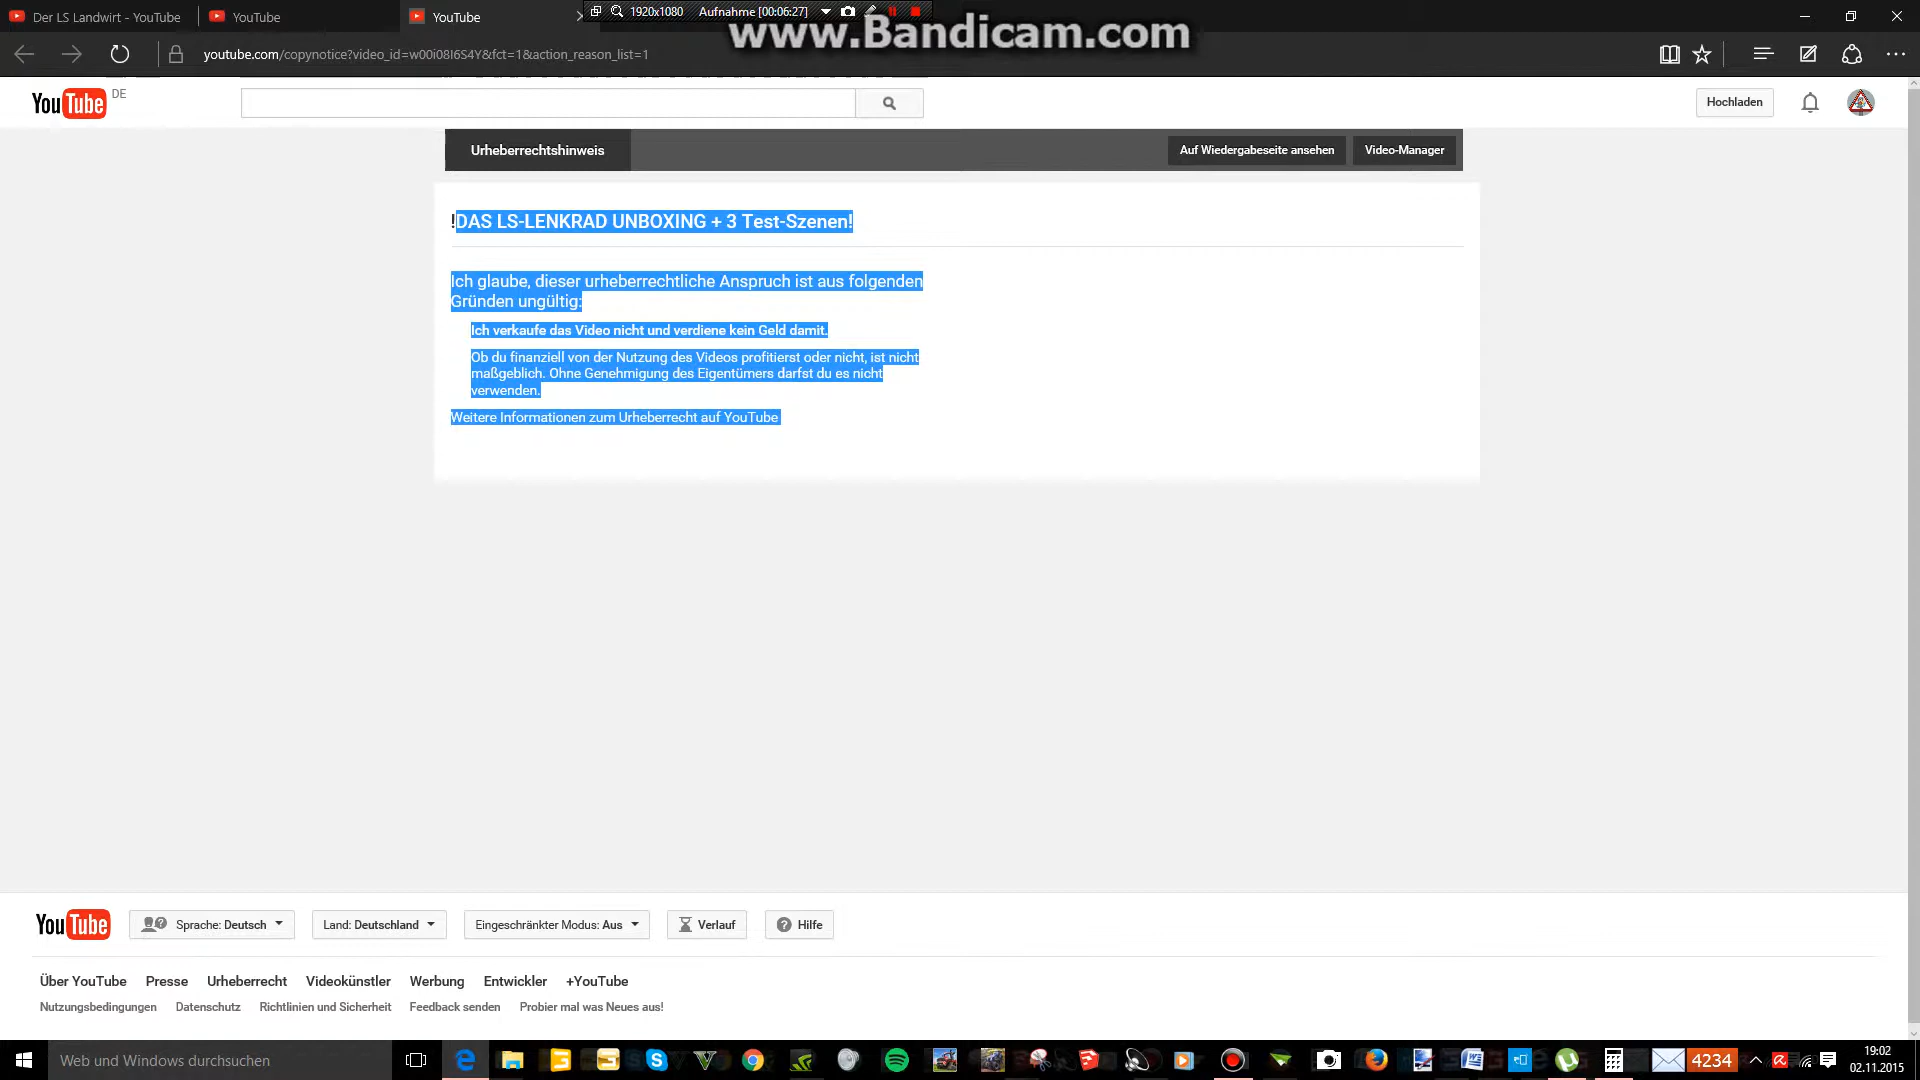 Der LS Landwirt - YouTube
YouTube
YouTube
1920x1080
Aufnahme [00:06:27]
www.Bandicam.com
youtube.com/copynotice?video_id=w00i08I6S4Y&fct=1&action_reason_list=1
YouTube DE
Hochladen
Urheberrechtshinweis
Auf Wiedergabeseite ansehen
Video-Manager
!DAS LS-LENKRAD UNBOXING + 3 Test-Szenen!
Ich glaube, dieser urheberrechtliche Anspruch ist aus folgenden
Gründen ungültig:
Ich verkaufe das Video nicht und verdiene kein Geld damit.
Ob du finanziell von der Nutzung des Videos profitierst oder nicht, ist nicht
maßgeblich. Ohne Genehmigung des Eigentümers darfst du es nicht
verwenden.
Weitere Informationen zum Urheberrecht auf YouTube
YouTube
Sprache: Deutsch
Land: Deutschland
Eingeschränkter Modus: Aus
Verlauf
Hilfe
Über YouTube Presse Urheberrecht Videokünstler Werbung Entwickler +YouTube
Nutzungsbedingungen Datenschutz Richtlinien und Sicherheit Feedback senden Probier mal was Neues aus!
Web und Windows durchsuchen
4234
19:02
02.11.2015